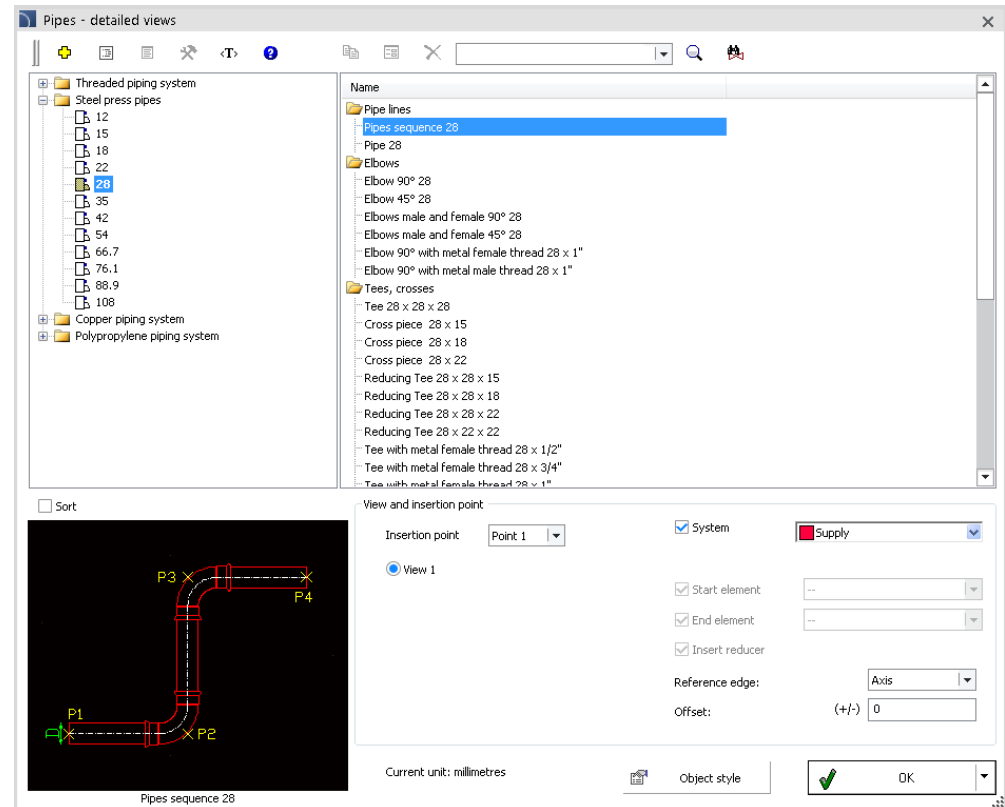 Pipes - detailed views
‹T›
Threaded piping system
Steel press pipes
12
15
18
22
28
35
42
54
66.7
76.1
88.9
108
Copper piping system
Polypropylene piping system
Name
Pipe lines
Pipes sequence 28
Pipe 28
Elbows
Elbow 90° 28
Elbow 45° 28
Elbows male and female 90° 28
Elbows male and female 45° 28
Elbow 90° with metal female thread 28 x 1"
Elbow 90° with metal male thread 28 x 1"
Tees, crosses
Tee 28 x 28 x 28
Cross piece 28 x 15
Cross piece 28 x 18
Cross piece 28 x 22
Reducing Tee 28 x 28 x 15
Reducing Tee 28 x 28 x 18
Reducing Tee 28 x 28 x 22
Reducing Tee 28 x 22 x 22
Tee with metal female thread 28 x 1/2"
Tee with metal female thread 28 x 3/4"
Tee with metal female thread 28 x 1"
Sort
P3
P4
P1
D
P2
Pipes sequence 28
View and insertion point
Insertion point
Point 1
View 1
System
Supply
Start element
--
End element
--
Insert reducer
Reference edge:
Axis
Offset:
(+/-)
0
Current unit: millimetres
Object style
OK